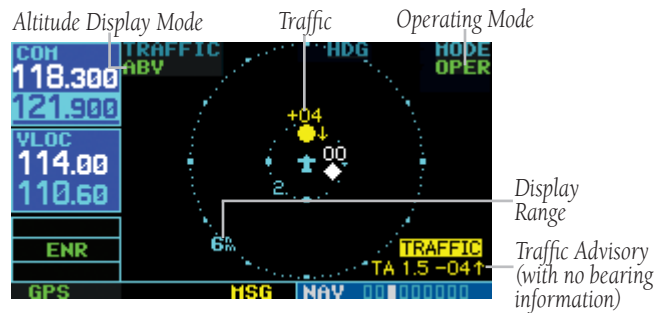 Altitude Display Mode
Traffic
Operating Mode
COM
118.300
121.900
TRAFFIC
ABV
HDG
MODE
OPER
+04
↓
VLOC
114.00
110.60
00
2.
Display
Range
6nm
ENR
TRAFFIC
TA 1.5 -04↑
Traffic Advisory
(with no bearing
information)
GPS
MSG
NAV